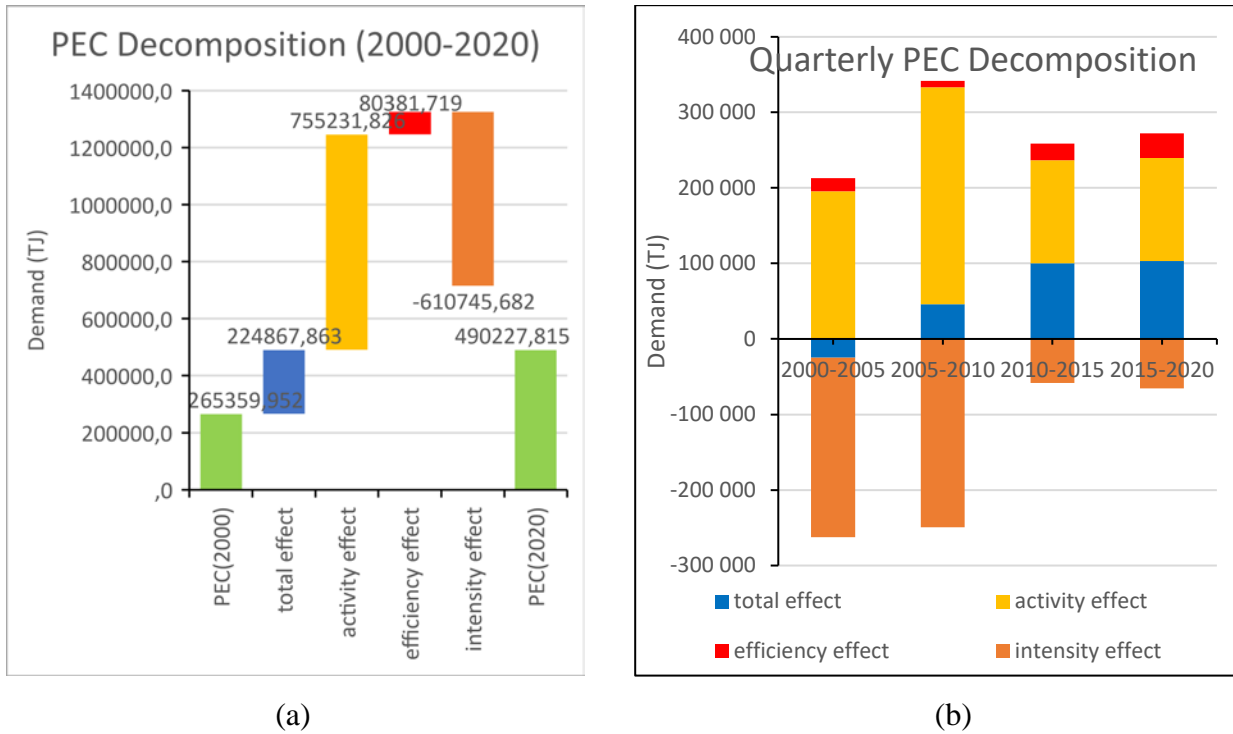 PEC Decomposition (2000-2020)
Demand (TJ)
1400000,0
1200000,0
1000000,0
800000,0
600000,0
400000,0
200000,0
,0
265359,952
224867,863
755231,826
80381,719
-610745,682
490227,815
PEC(2000)
total effect
activity effect
efficiency effect
intensity effect
PEC(2020)
(a)
Quarterly PEC Decomposition
Demand (TJ)
400 000
300 000
200 000
100 000
0
-100 000
-200 000
-300 000
2000-2005
2005-2010
2010-2015
2015-2020
total effect
activity effect
efficiency effect
intensity effect
(b)